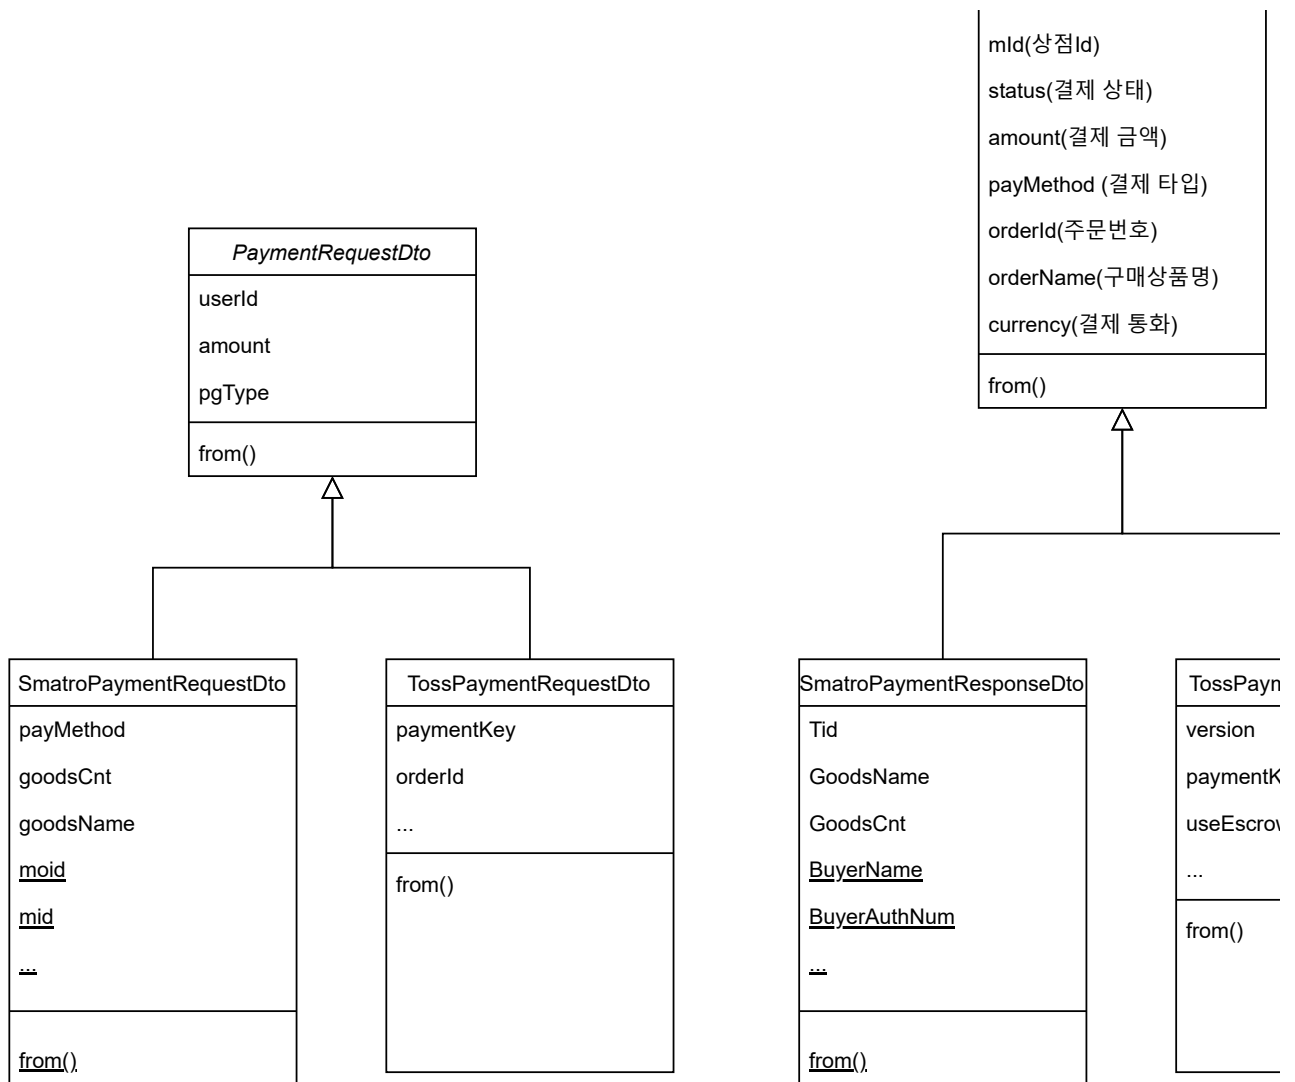 PaymentRequestDto
userId
amount
pgType
from()
mId(상점Id)
status(결제 상태)
amount(결제 금액)
payMethod (결제 타입)
orderId(주문번호)
orderName(구매상품명)
currency(결제 통화)
from()
SmatroPaymentRequestDto
payMethod
goodsCnt
goodsName
moid
mid
...
from()
TossPaymentRequestDto
paymentKey
orderId
...
from()
SmatroPaymentResponseDto
Tid
GoodsName
GoodsCnt
BuyerName
BuyerAuthNum
...
from()
TossPaym
version
paymentK
useEscrow
...
from()